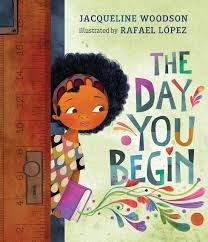 JACQUELINE WOODSON
illustrated by RAFAEL LÓPEZ
THE
DAY
YOU
BEGIN